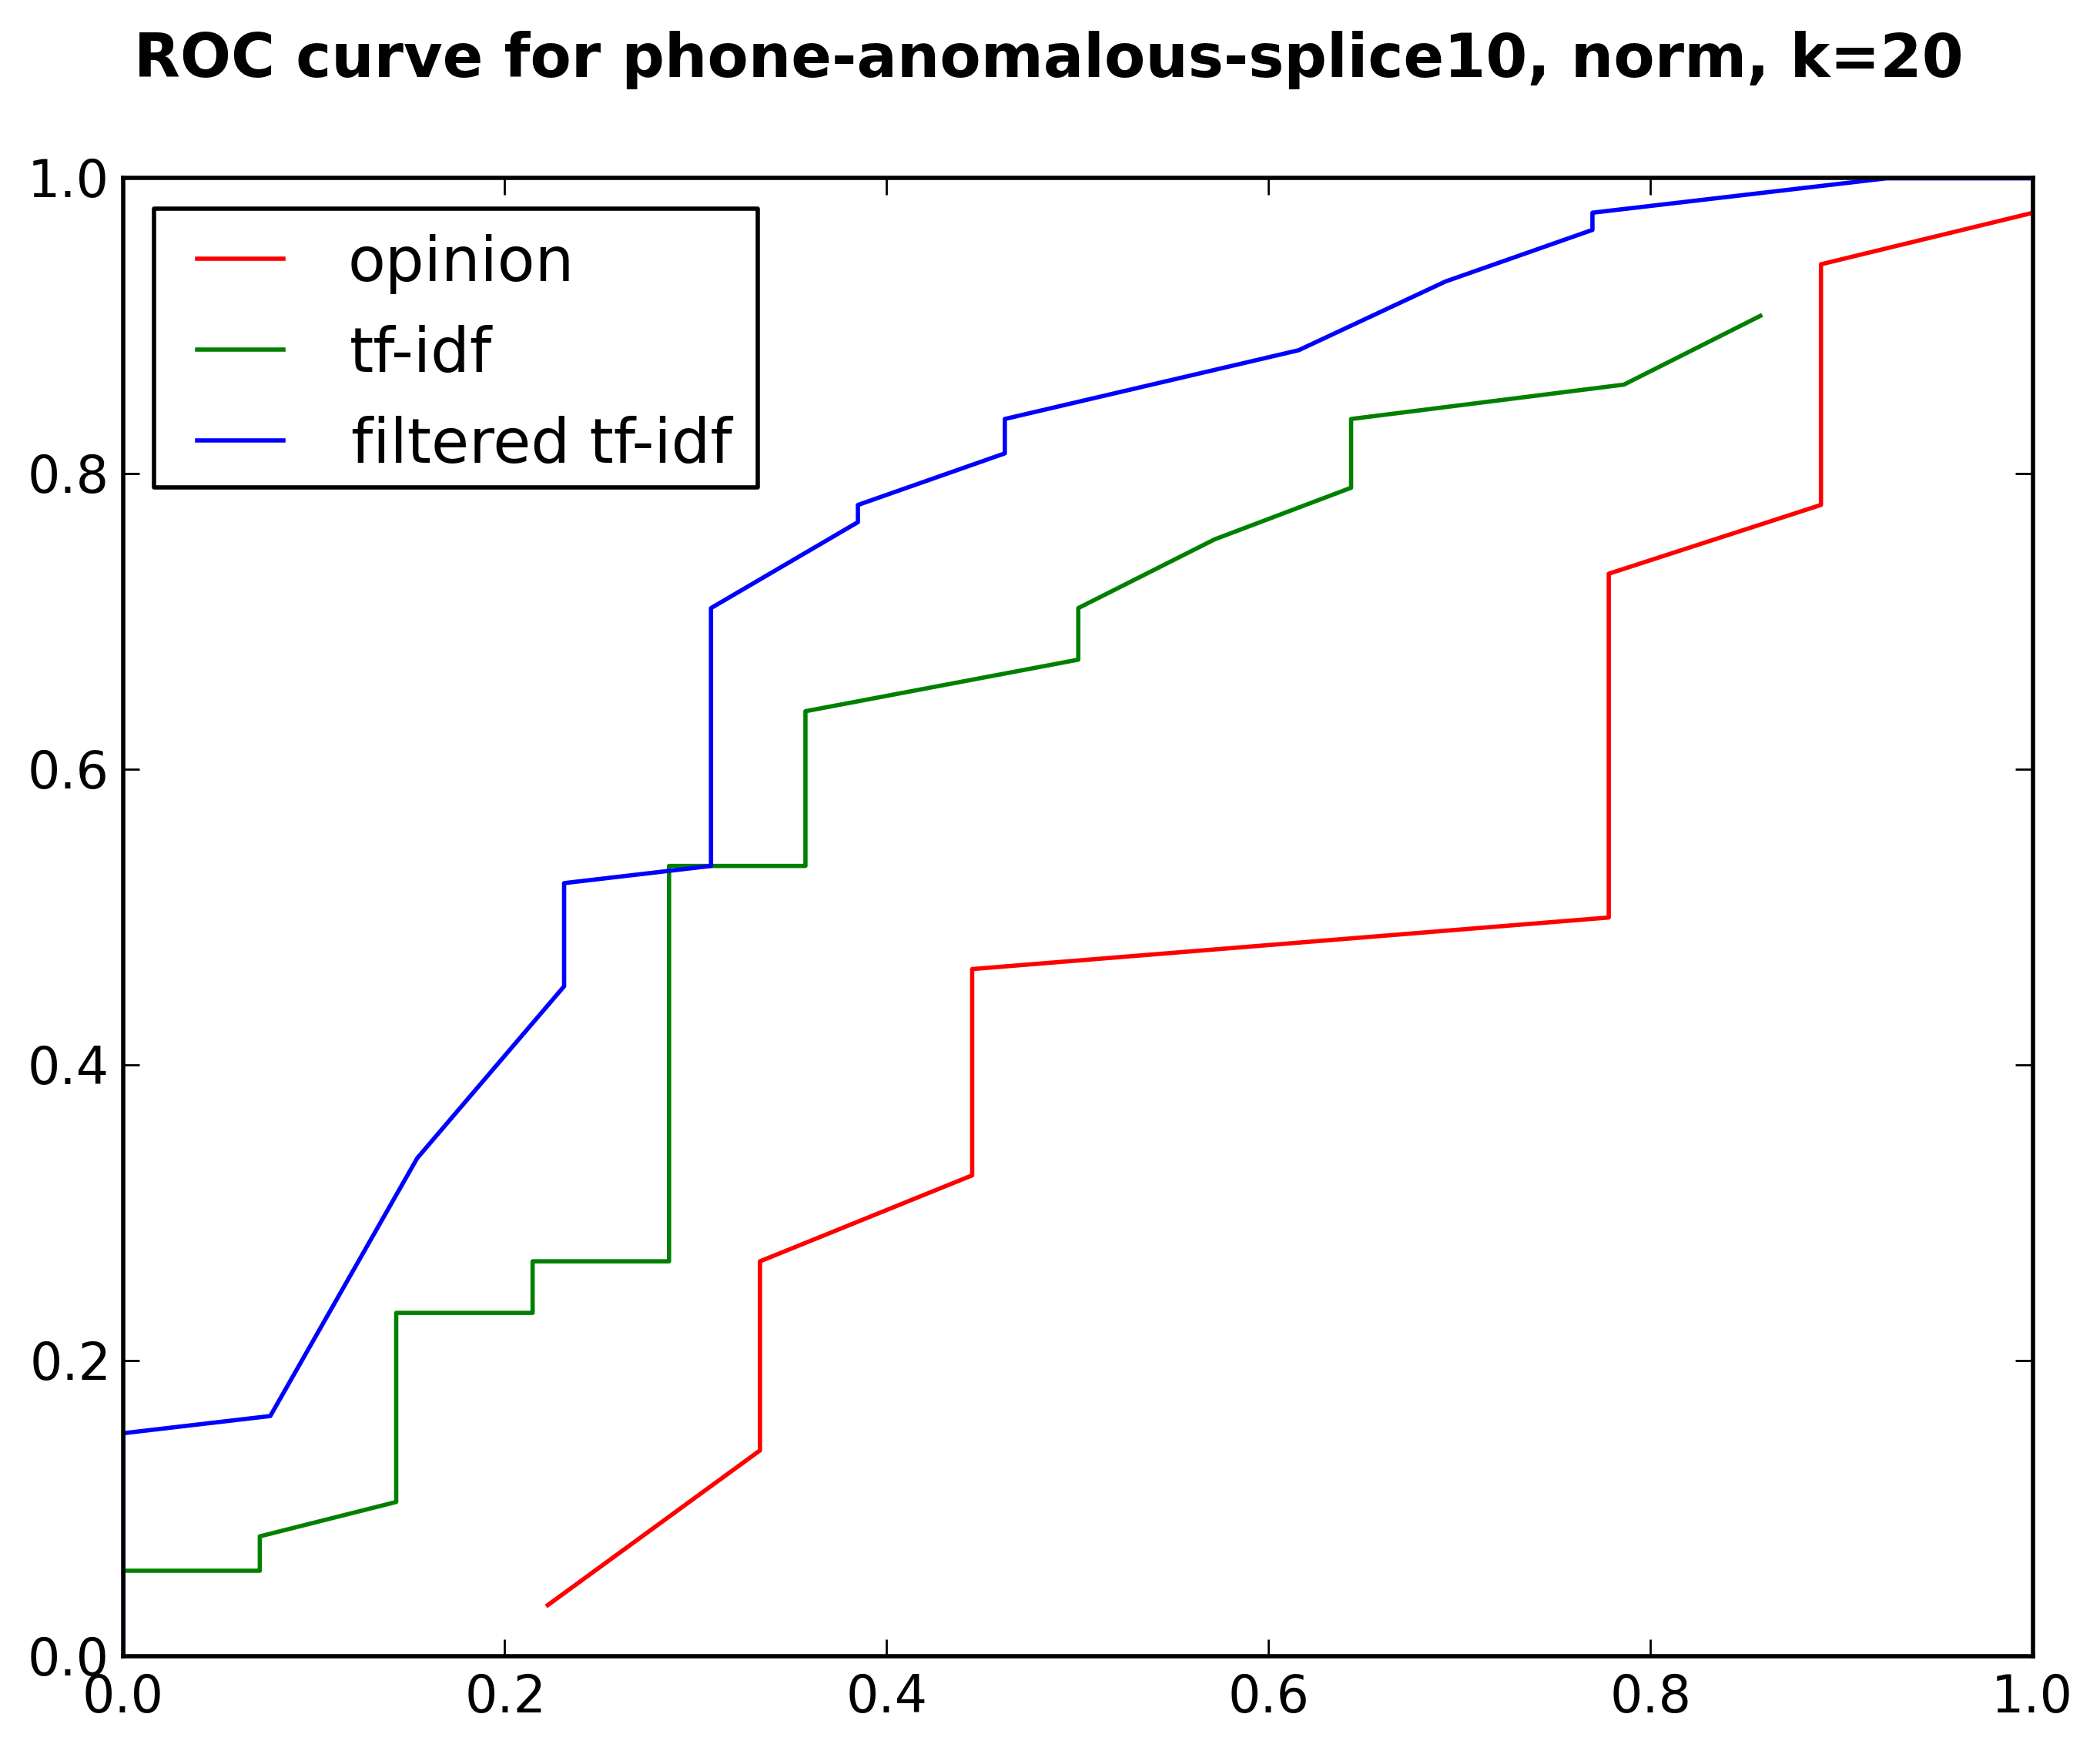 ROC curve for phone-anomalous-splice10, norm, k=20
1.0
opinion
tf-idf
filtered tf-idf
0.8
0.6
0.4
0.2
0.0
0.0 0.2 0.4 0.6 0.8 1.0